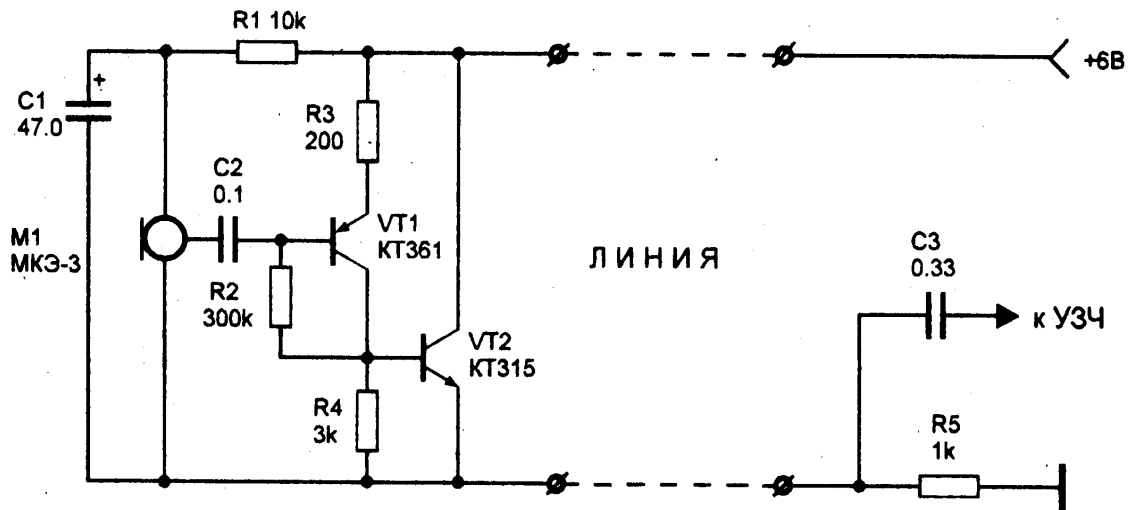 R1 10k
+6В
+
C1
47.0
R3
200
C2
0.1
VT1
КТ361
М1
МКЭ-3
R2
300k
ЛИНИЯ
C3
0.33
к УЗЧ
VT2
КТ315
R4
3k
R5
1k